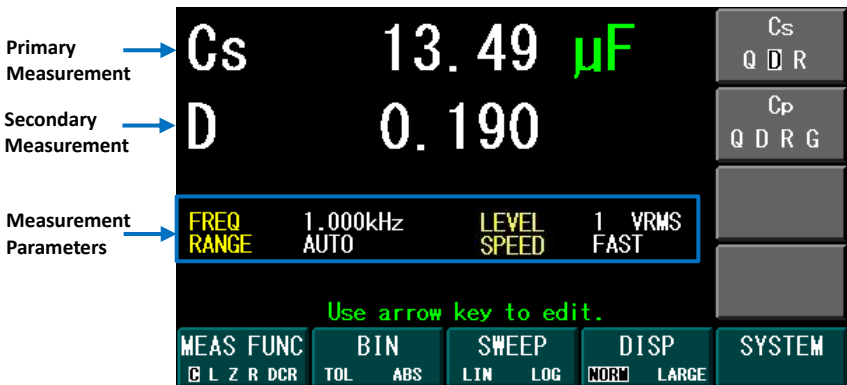 Primary
Measurement
Cs 13.49 µF
Cs
Q D R
Secondary
Measurement
D 0.190
Cp
Q D R G
Measurement
Parameters
FREQ 1.000kHz LEVEL 1 VRMS
RANGE AUTO SPEED FAST
Use arrow key to edit.
MEAS FUNC BIN SWEEP DISP SYSTEM
C L Z R DCR TOL ABS LIN LOG NORM LARGE